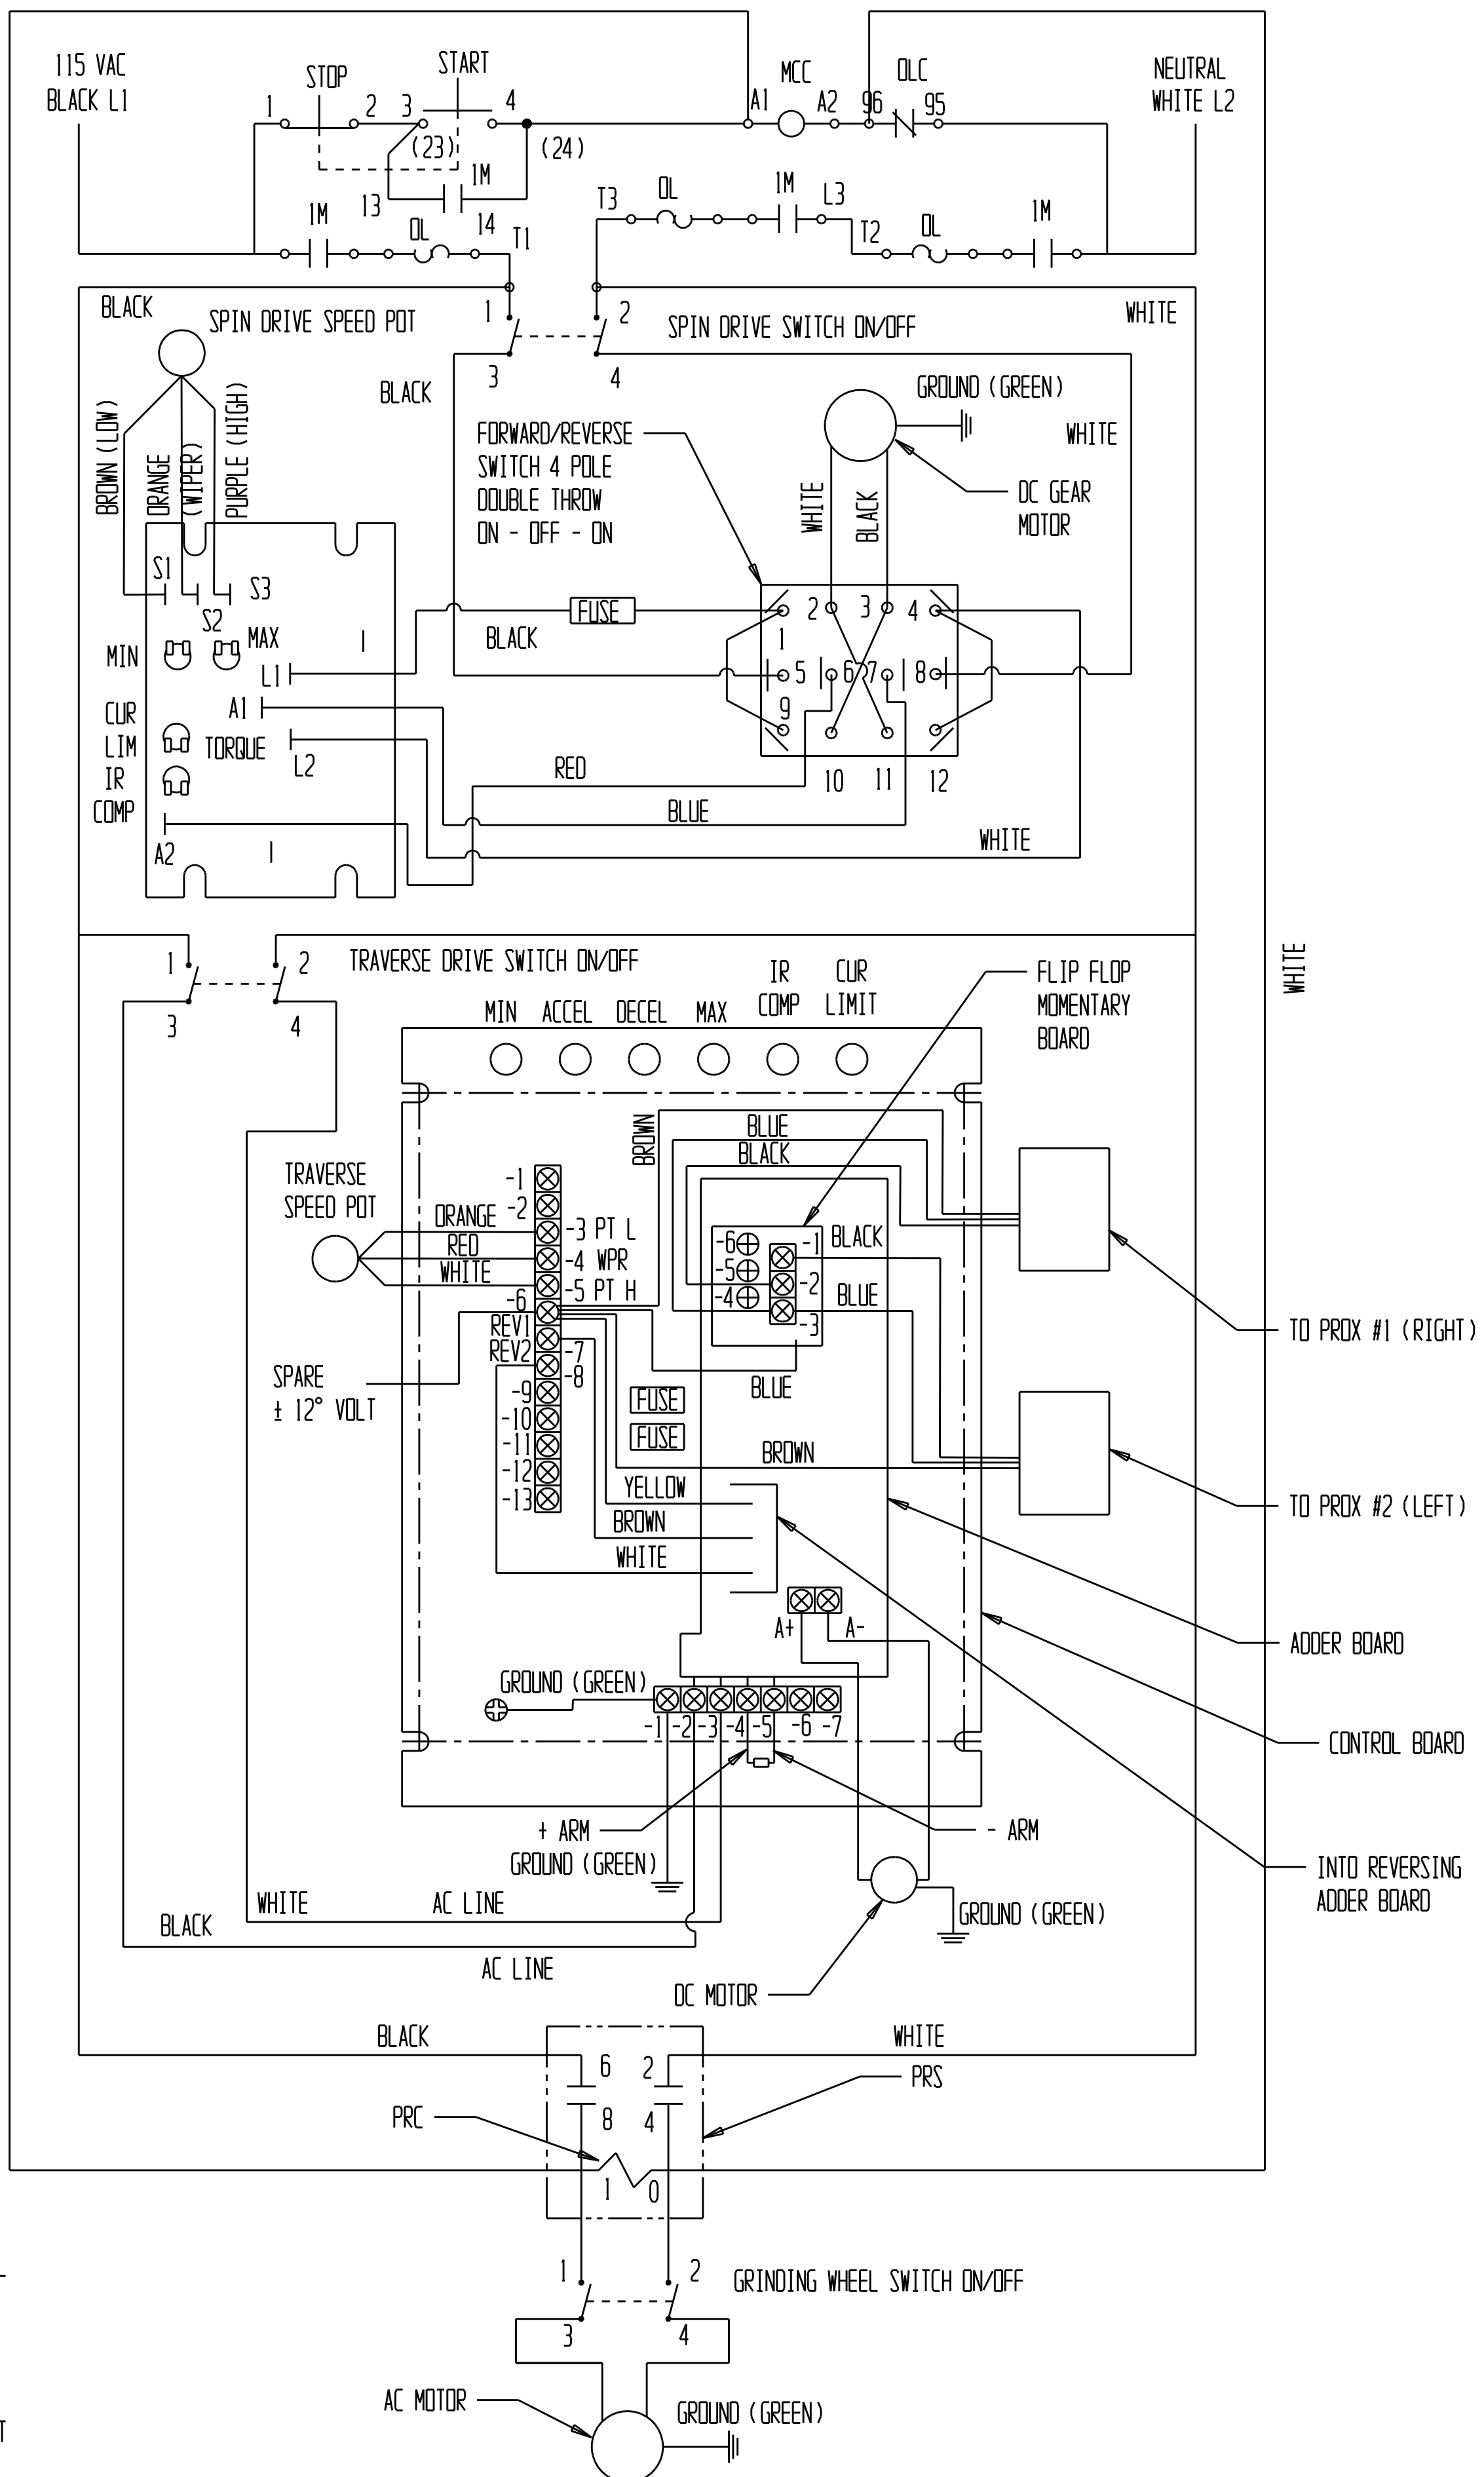 115 VAC
BLACK L1
STOP
START
MCC
OLC
NEUTRAL
WHITE L2
1
2
3
4
A1
A2
96
95
(23)
(24)
1M
13
14
1M
OL
T1
T3
OL
1M
L3
T2
OL
1M
BLACK
SPIN DRIVE SPEED POT
1
2
SPIN DRIVE SWITCH ON/OFF
WHITE
3
4
BLACK
BROWN (LOW)
ORANGE
(WIPER)
PURPLE (HIGH)
FORWARD/REVERSE
SWITCH 4 POLE
DOUBLE THROW
ON - OFF - ON
GROUND (GREEN)
WHITE
WHITE
BLACK
DC GEAR
MOTOR
S1
S2
S3
MIN
MAX
L1
A1
CUR
LIM
TORQUE
L2
IR
COMP
A2
FUSE
BLACK
1
2
3
4
5
6
7
8
9
10
11
12
RED
BLUE
WHITE
1
2
TRAVERSE DRIVE SWITCH ON/OFF
3
4
WHITE
MIN
ACCEL
DECEL
MAX
IR
COMP
CUR
LIMIT
FLIP FLOP
MOMENTARY
BOARD
BROWN
BLUE
BLACK
TRAVERSE
SPEED POT
ORANGE
RED
WHITE
-1
-2
-3 PT L
-4 WPR
-5 PT H
-6
REV1
REV2
-7
-8
-9
-10
-11
-12
-13
SPARE
± 12° VOLT
-6
-5
-4
-1
-2
-3
BLACK
BLUE
BLUE
FUSE
FUSE
BROWN
YELLOW
BROWN
WHITE
TO PROX #1 (RIGHT)
TO PROX #2 (LEFT)
A+
A-
ADDER BOARD
GROUND (GREEN)
-1
-2
-3
-4
-5
-6
-7
CONTROL BOARD
+ ARM
- ARM
GROUND (GREEN)
INTO REVERSING
ADDER BOARD
WHITE
AC LINE
BLACK
GROUND (GREEN)
AC LINE
DC MOTOR
BLACK
WHITE
6
2
PRS
PRC
8
4
1
0
1
2
GRINDING WHEEL SWITCH ON/OFF
3
4
AC MOTOR
GROUND (GREEN)